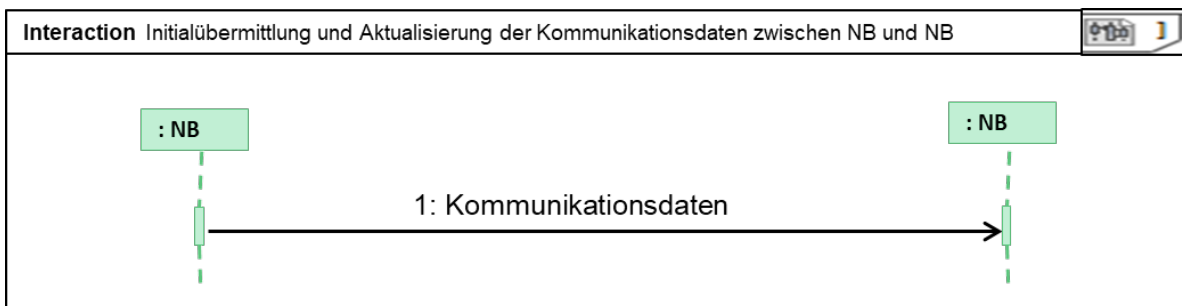 Interaction Initialübermittlung und Aktualisierung der Kommunikationsdaten zwischen NB und NB
: NB
: NB
1: Kommunikationsdaten